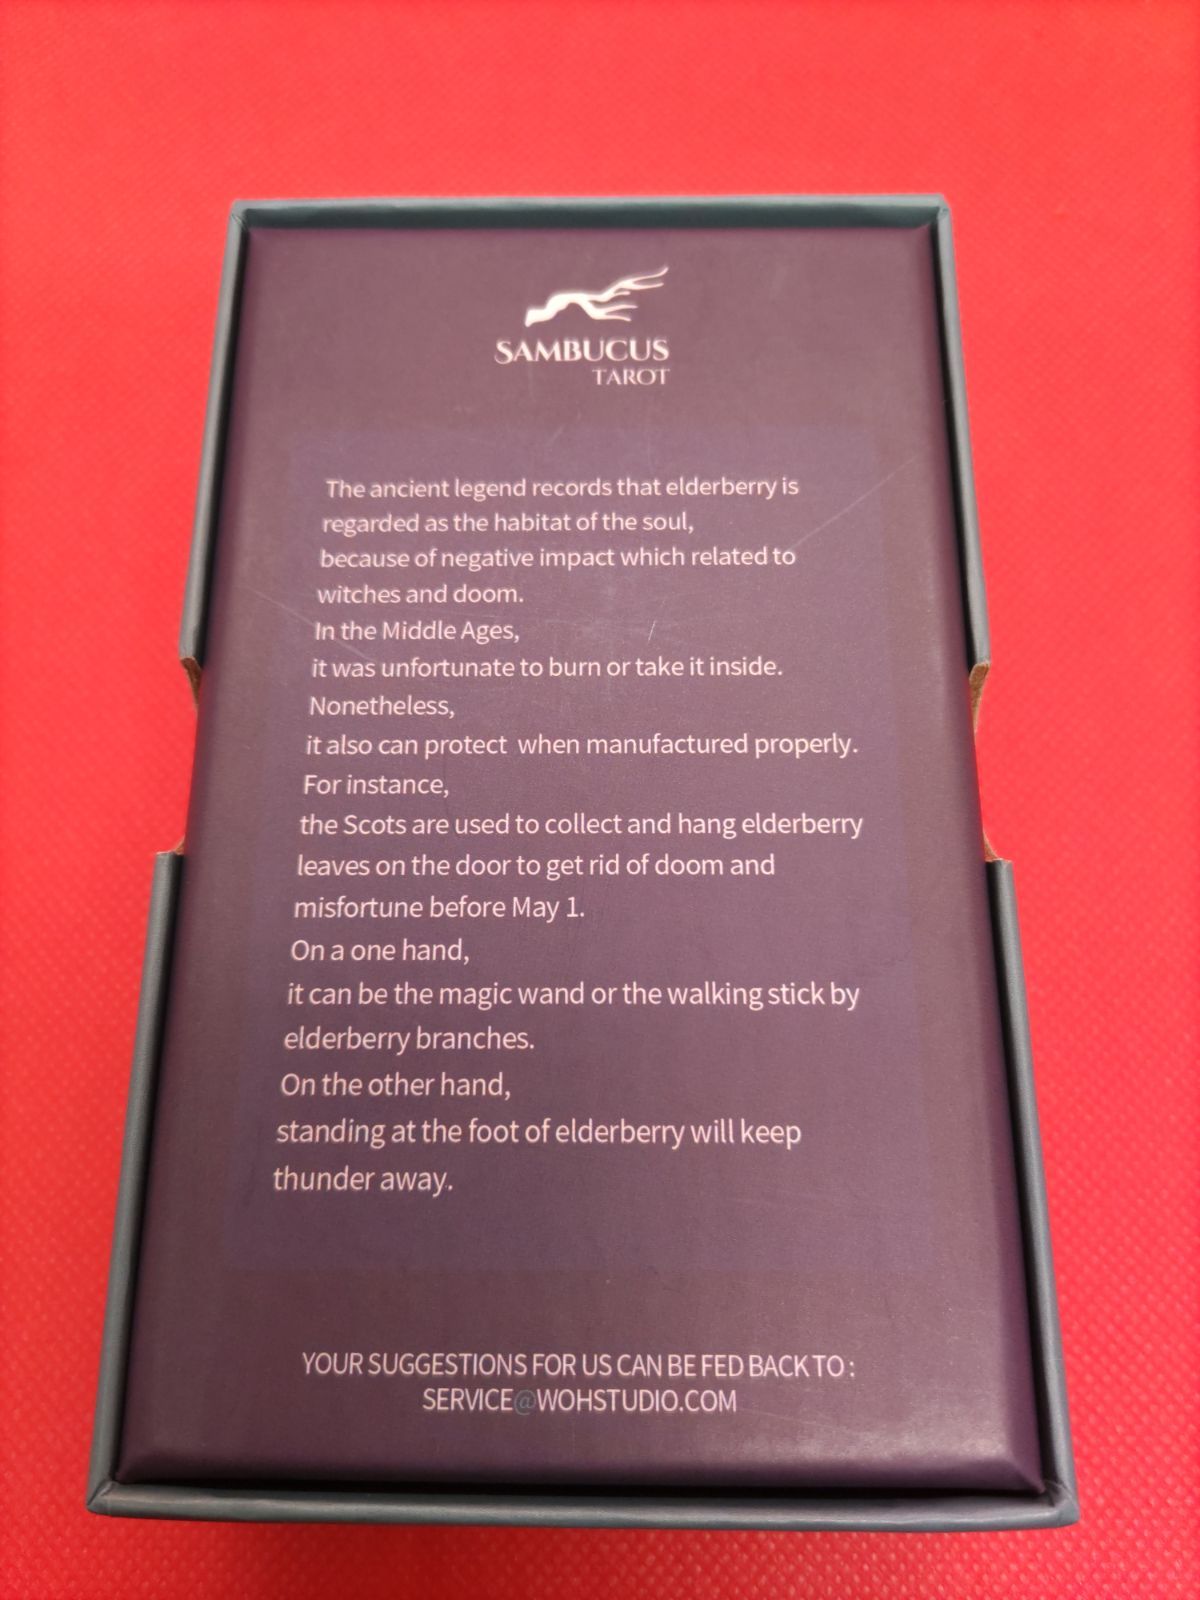 SAMBUCUS
TAROT
The ancient legend records that elderberry is
regarded as the habitat of the soul,
because of negative impact which related to
witches and doom.
In the Middle Ages,
it was unfortunate to burn or take it inside.
Nonetheless,
it also can protect when manufactured properly.
For instance,
the Scots are used to collect and hang elderberry
leaves on the door to get rid of doom and
misfortune before May 1.
On a one hand,
it can be the magic wand or the walking stick by
elderberry branches.
On the other hand,
standing at the foot of elderberry will keep
thunder away.
YOUR SUGGESTIONS FOR US CAN BE FED BACK TO :
SERVICE@WOHSTUDIO.COM